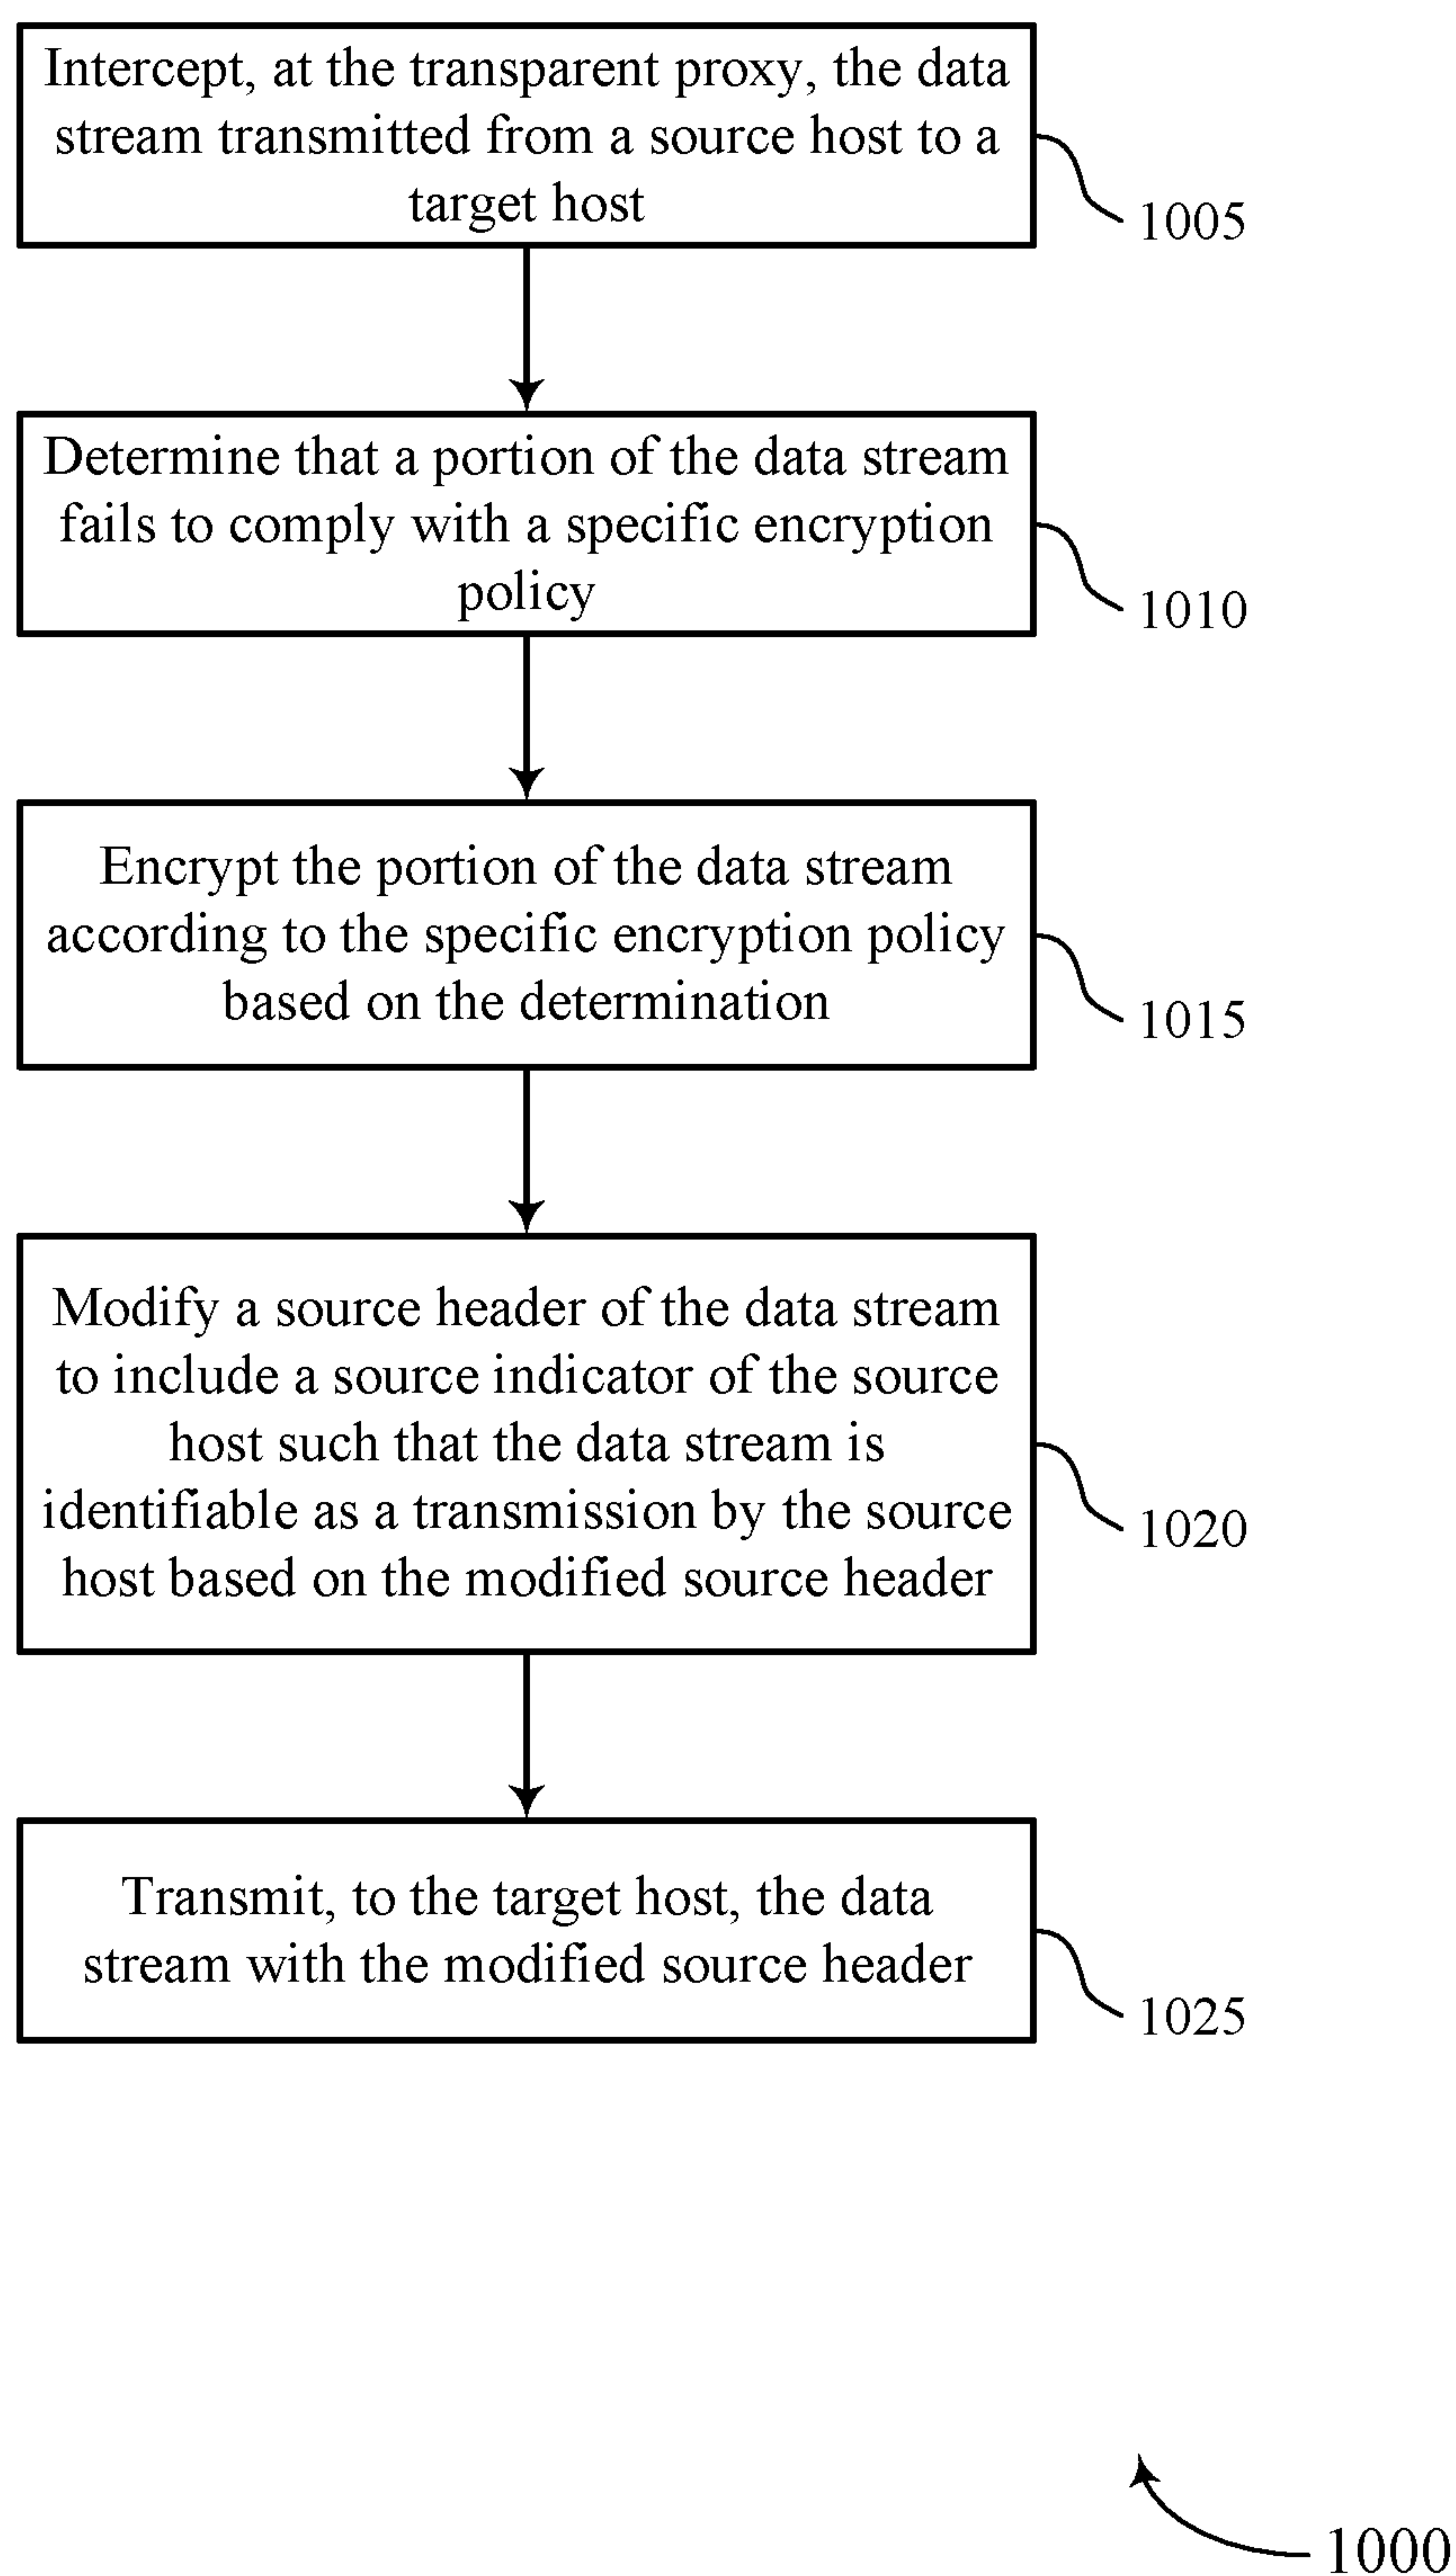 Intercept, at the transparent proxy, the data
stream transmitted from a source host to a
target host
1005
Determine that a portion of the data stream
fails to comply with a specific encryption
policy
1010
Encrypt the portion of the data stream
according to the specific encryption policy
based on the determination
1015
Modify a source header of the data stream
to include a source indicator of the source
host such that the data stream is
identifiable as a transmission by the source
host based on the modified source header
1020
Transmit, to the target host, the data
stream with the modified source header
1025
1000